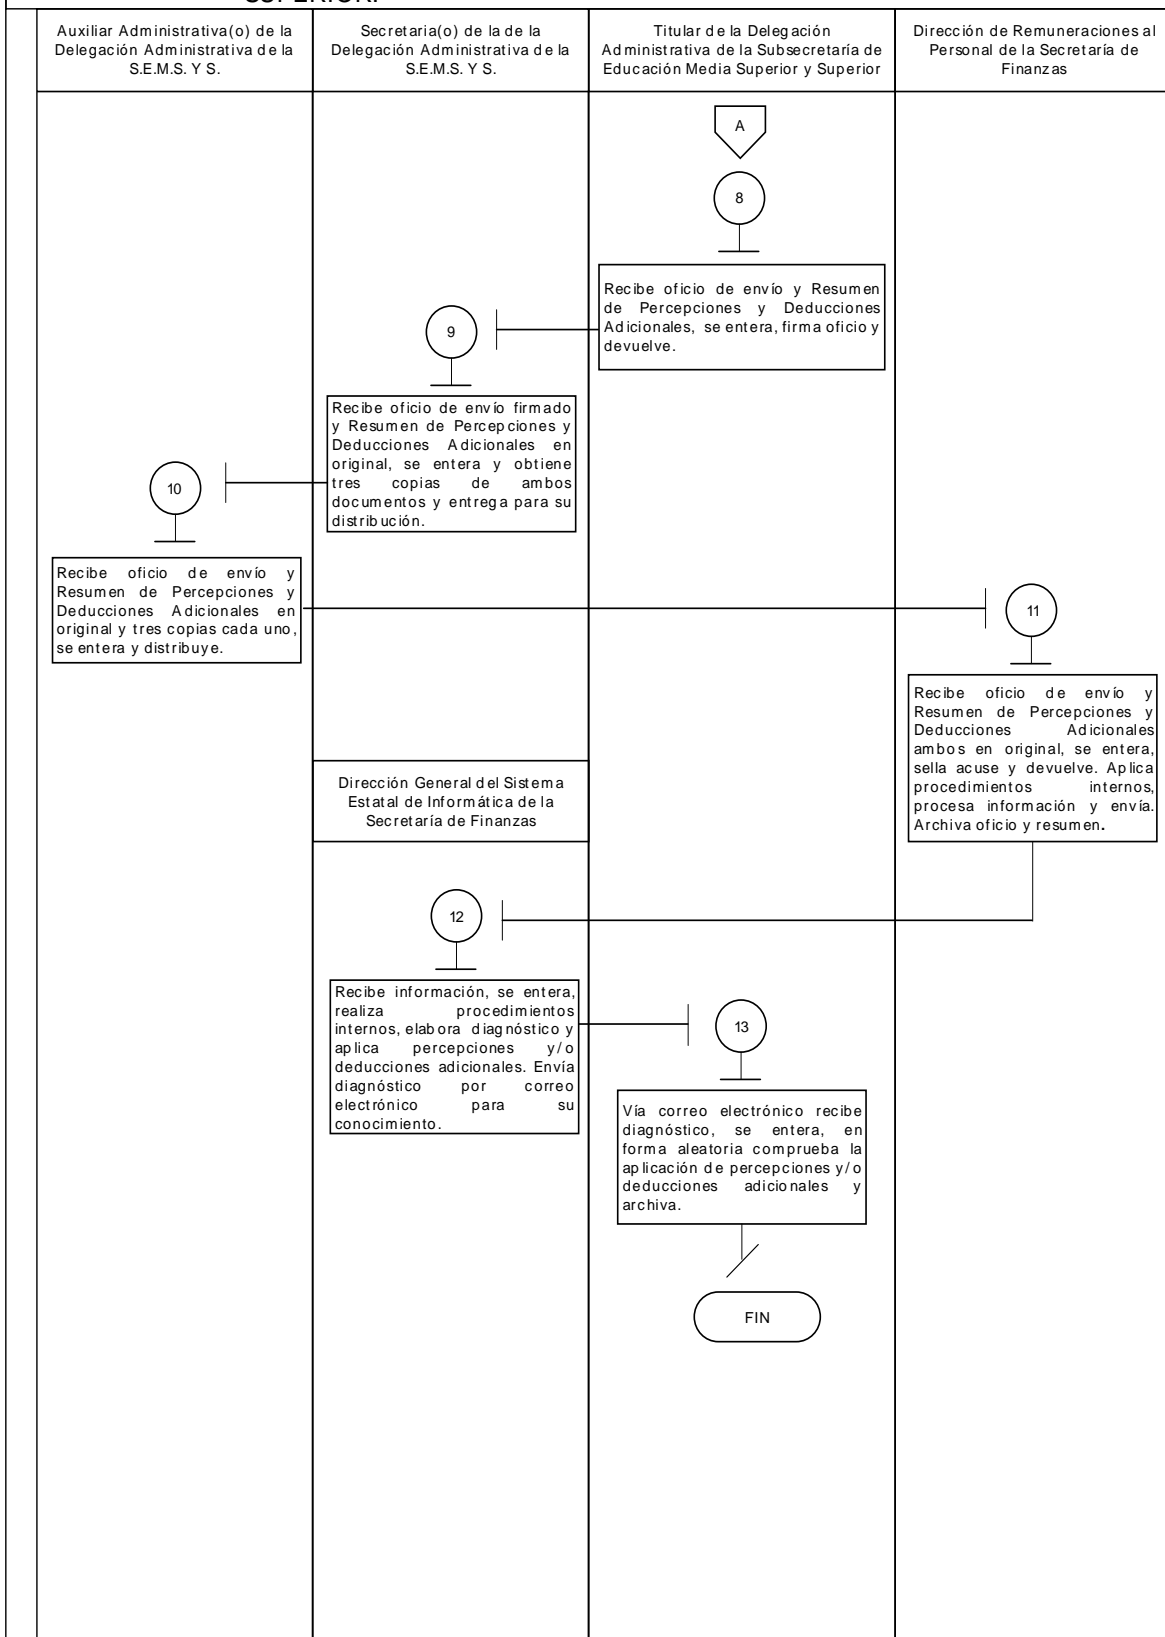 SUPERIOR.
Auxiliar Administrativa(o) de la
Delegación Administrativa de la
S.E.M.S. Y S.
Secretaria(o) de la de la
Delegación Administrativa de la
S.E.M.S. Y S.
Titular de la Delegación
Administrativa de la Subsecretaría de
Educación Media Superior y Superior
Dirección de Remuneraciones al
Personal de la Secretaría de
Finanzas
A
8
Recibe oficio de envío y Resumen
de Percepciones y Deducciones
Adicionales, se entera, firma oficio y
devuelve.
9
Recibe oficio de envío firmado
y Resumen de Percepciones y
Deducciones Adicionales en
original, se entera y obtiene
tres copias de ambos
documentos y entrega para su
distribución.
10
Recibe oficio de envío y
Resumen de Percepciones y
Deducciones Adicionales en
original y tres copias cada uno,
se entera y distribuye.
11
Recibe oficio de envío y
Resumen de Percepciones y
Deducciones Adicionales
ambos en original, se entera,
sella acuse y devuelve. Aplica
procedimientos internos,
procesa información y envía.
Archiva oficio y resumen.
Dirección General del Sistema
Estatal de Informática de la
Secretaría de Finanzas
12
Recibe información, se entera,
realiza procedimientos
internos, elabora diagnóstico y
aplica percepciones y/o
deducciones adicionales. Envía
diagnóstico por correo
electrónico para su
conocimiento.
13
Vía correo electrónico recibe
diagnóstico, se entera, en
forma aleatoria comprueba la
aplicación de percepciones y/o
deducciones adicionales y
archiva.
FIN